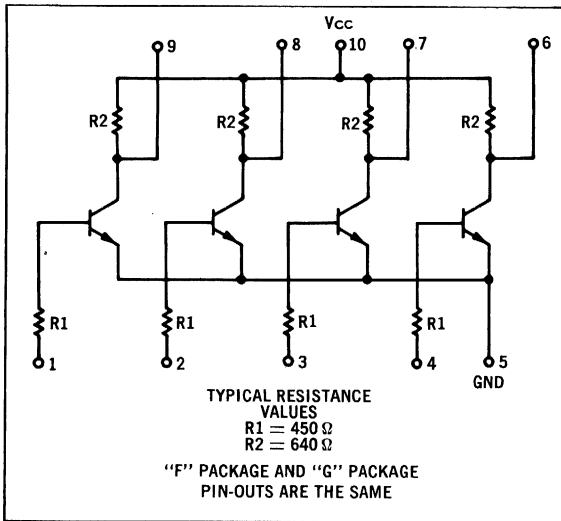 Vcc
9 8 10 7 6
R2 R2 R2 R2
R1 R1 R1 R1
1 2 3 4 5
GND
TYPICAL RESISTANCE
VALUES
R1 = 450 Ω
R2 = 640 Ω
"F" PACKAGE AND "G" PACKAGE
PIN-OUTS ARE THE SAME